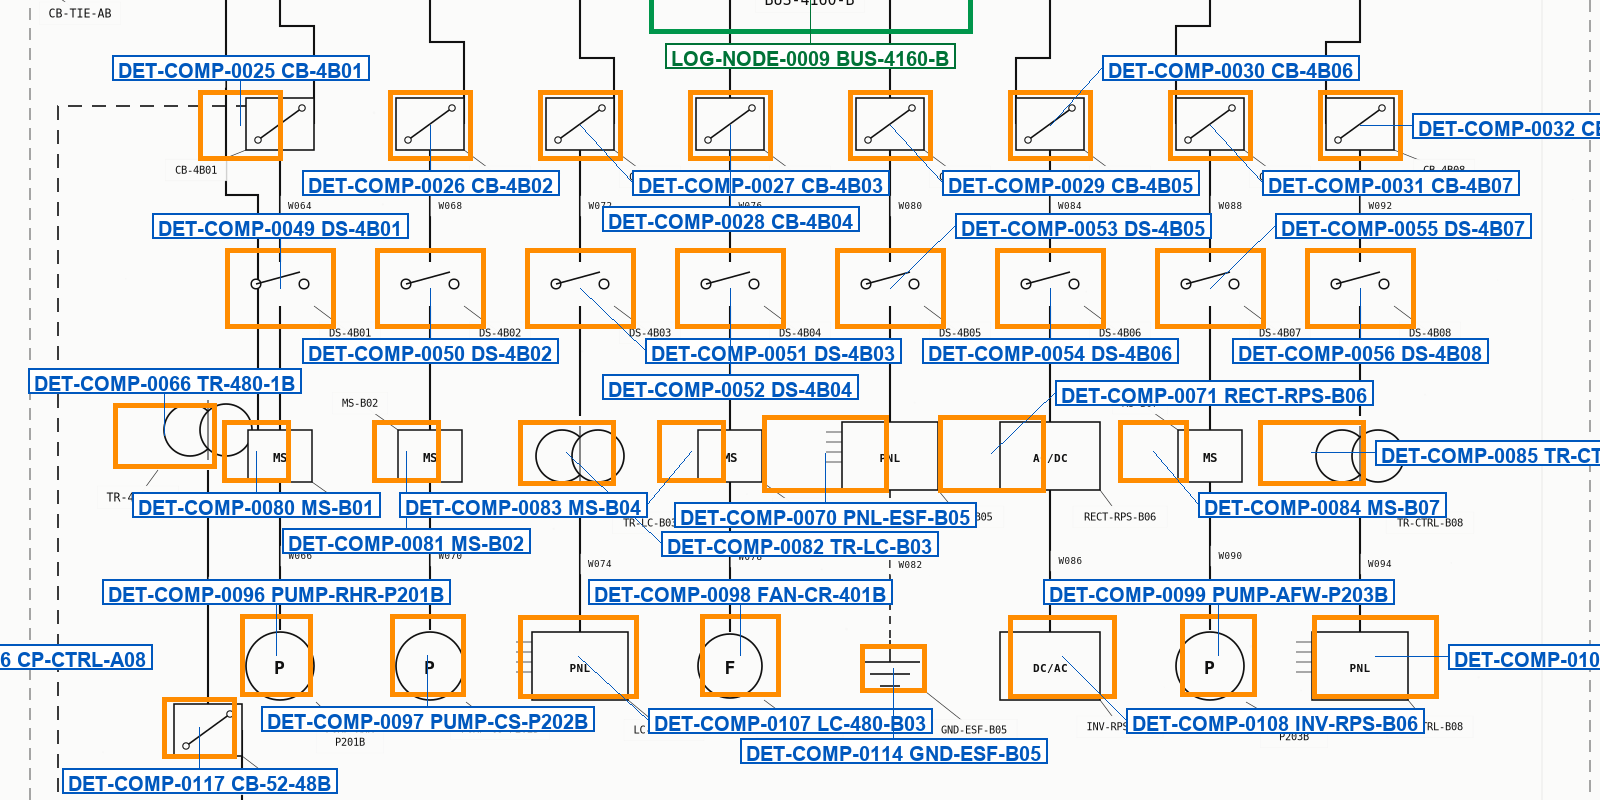 BUS-4160-B
CB-TIE-AB
LOG-NODE-0009 BUS-4160-B
DET-COMP-0025 CB-4B01
DET-COMP-0030 CB-4B06
DET-COMP-0032
CB-4B01
CB-4B08
DET-COMP-0026 CB-4B02
DET-COMP-0027 CB-4B03
DET-COMP-0029 CB-4B05
DET-COMP-0031 CB-4B07
W064
W068
W072
W076
W080
W084
W088
W092
DET-COMP-0028 CB-4B04
DET-COMP-0049 DS-4B01
DET-COMP-0053 DS-4B05
DET-COMP-0055 DS-4B07
DS-4B01
DS-4B02
DS-4B03
DS-4B04
DS-4B05
DS-4B06
DS-4B07
DS-4B08
DET-COMP-0050 DS-4B02
DET-COMP-0051 DS-4B03
DET-COMP-0054 DS-4B06
DET-COMP-0056 DS-4B08
DET-COMP-0066 TR-480-1B
DET-COMP-0052 DS-4B04
DET-COMP-0071 RECT-RPS-B06
MS-B02
MS
MS
MS
PNL
AC/DC
MS
DET-COMP-0085
DET-COMP-0080 MS-B01
DET-COMP-0083 MS-B04
DET-COMP-0070 PNL-ESF-B05
RECT-RPS-B06
DET-COMP-0084 MS-B07
TR-LC-B03
TR-CTRL-B08
DET-COMP-0081 MS-B02
DET-COMP-0082 TR-LC-B03
W066
W070
W074
W078
W082
W086
W090
W094
DET-COMP-0096 PUMP-RHR-P201B
DET-COMP-0098 FAN-CR-401B
DET-COMP-0099 PUMP-AFW-P203B
6 CP-CTRL-A08
P
P
PNL
F
DC/AC
P
PNL
DET-COMP-010
DET-COMP-0097 PUMP-CS-P202B
DET-COMP-0107 LC-480-B03
GND-ESF-B05
DET-COMP-0108 INV-RPS-B06
P201B
P203B
DET-COMP-0114 GND-ESF-B05
DET-COMP-0117 CB-52-48B